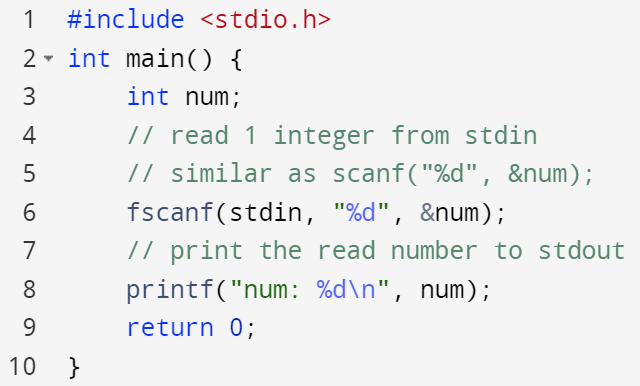 1 #include <stdio.h>
2 int main() {
3 int num;
4 // read 1 integer from stdin
5 // similar as scanf("%d", &num);
6 fscanf(stdin, "%d", &num);
7 // print the read number to stdout
8 printf("num: %d\n", num);
9 return 0;
10 }